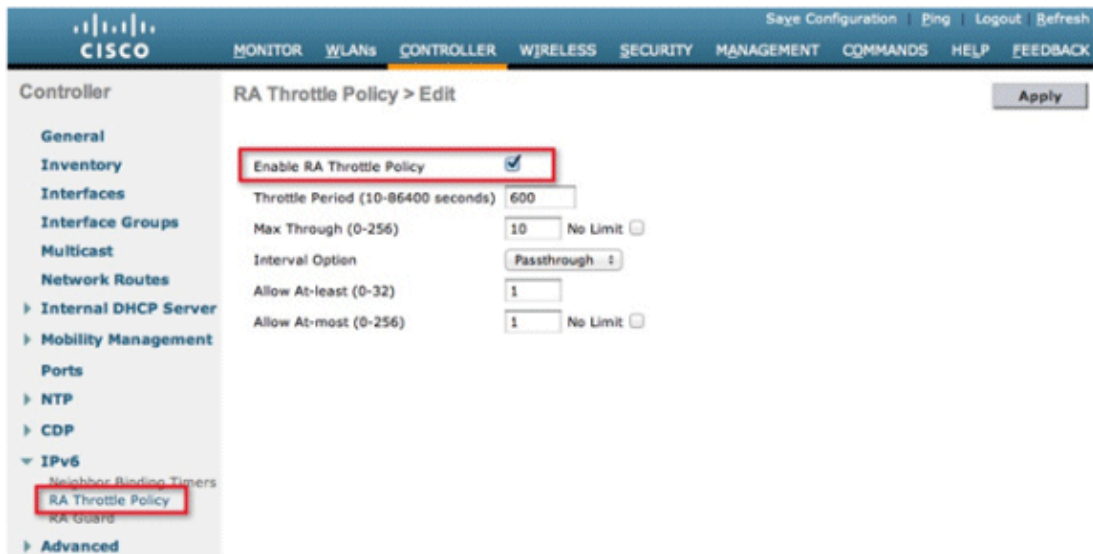 Save Configuration | Ping | Logout | Refresh
CISCO
MONITOR WLANs CONTROLLER WIRELESS SECURITY MANAGEMENT COMMANDS HELP FEEDBACK
Controller
General
Inventory
Interfaces
Interface Groups
Multicast
Network Routes
Internal DHCP Server
Mobility Management
Ports
NTP
CDP
IPv6
Neighbor Binding Timers
RA Throttle Policy
RA Guard
Advanced
RA Throttle Policy > Edit
Apply
Enable RA Throttle Policy
Throttle Period (10-86400 seconds) 600
Max Through (0-256) 10 No Limit
Interval Option Passthrough
Allow At-least (0-32) 1
Allow At-most (0-256) 1 No Limit